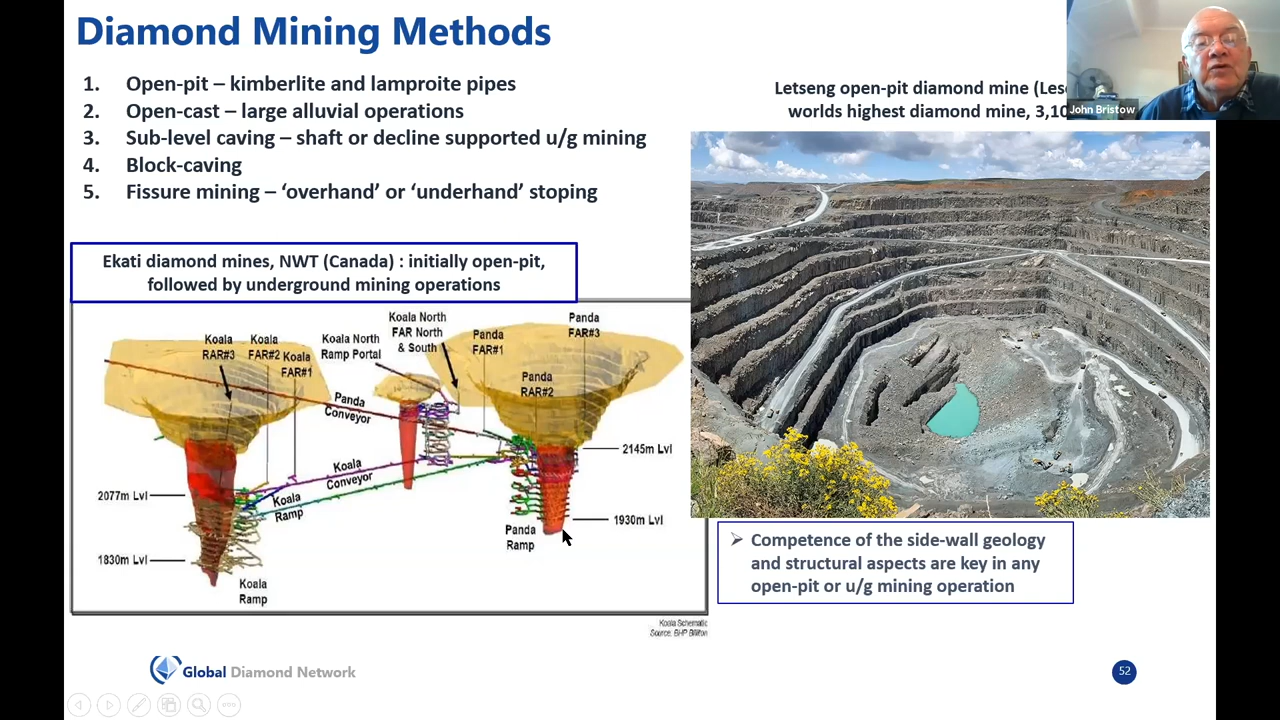 Diamond Mining Methods
1. Open-pit – kimberlite and lamproite pipes
2. Open-cast – large alluvial operations
3. Sub-level caving – shaft or decline supported u/g mining
4. Block-caving
5. Fissure mining – ‘overhand’ or ‘underhand’ stoping
Letseng open-pit diamond mine (Les
worlds highest diamond mine, 3,10
John Bristow
Ekati diamond mines, NWT (Canada) : initially open-pit,
followed by underground mining operations
Koala
RAR#3
Koala
FAR#2
Koala
FAR#1
Koala North
Ramp Portal
Koala North
FAR North
& South
Panda
FAR#1
Panda
FAR#3
Panda
RAR#2
Panda
Conveyor
Koala
Conveyor
Koala
Ramp
2145m Lvl
2077m Lvl
1930m Lvl
Panda
Ramp
1830m Lvl
Koala
Ramp
Koala Schematic
Source: BHP Billiton
➢ Competence of the side-wall geology
and structural aspects are key in any
open-pit or u/g mining operation
Global Diamond Network
52